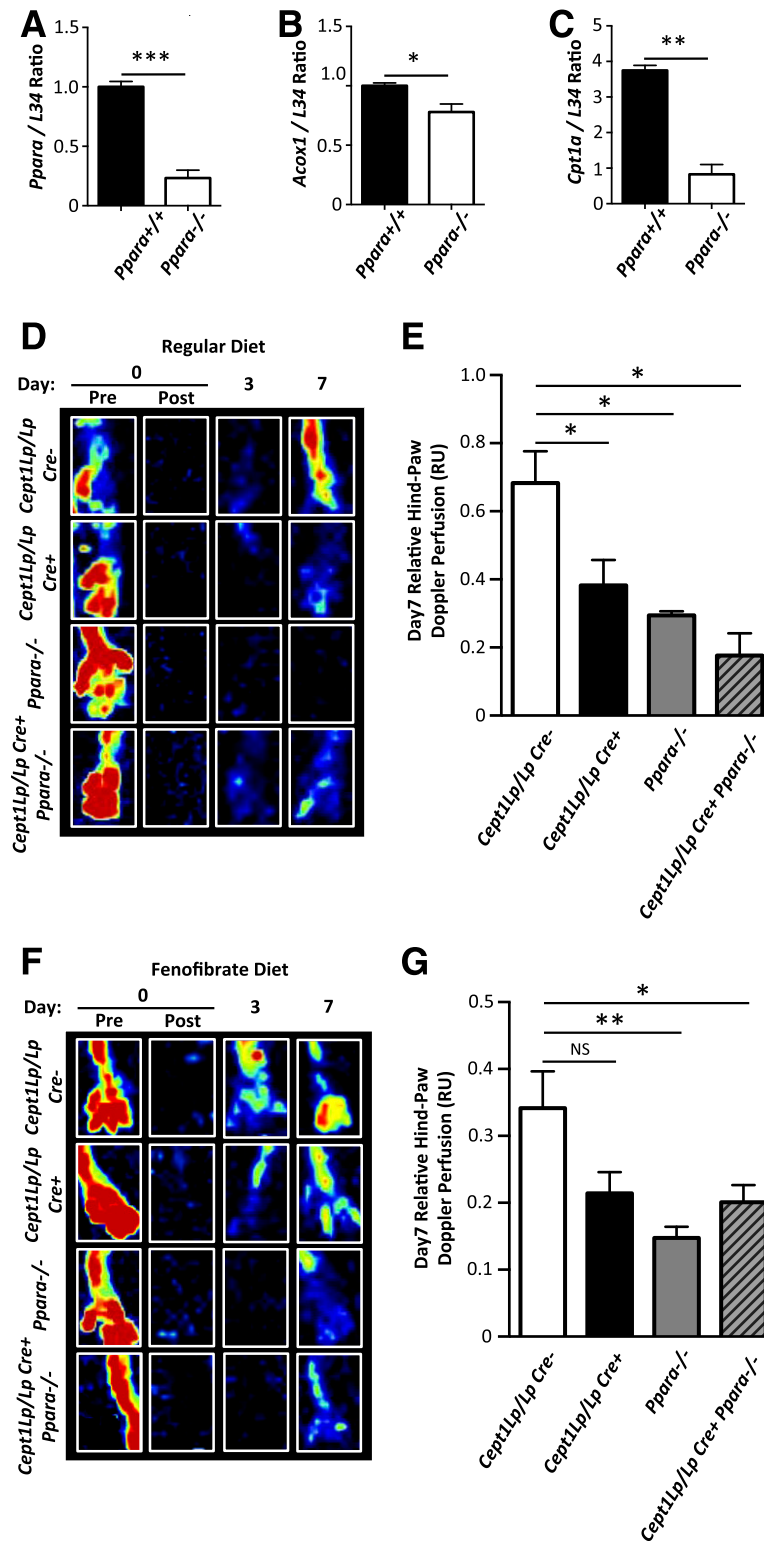 A
Ppara / L34 Ratio
1.5
1.0
0.5
0
***
Ppara+/+
Ppara-/-
B
Acox1 / L34 Ratio
1.5
1.0
0.5
0
*
Ppara+/+
Ppara-/-
C
Cpt1a / L34 Ratio
5
4
3
2
1
0
**
Ppara+/+
Ppara-/-
D
Regular Diet
Day:
0
3
7
Pre
Post
Cept1Lp/Lp
Cre-
Cept1Lp/Lp
Cre+
Ppara-/-
Cept1Lp/Lp Cre+
Ppara-/-
E
Day7 Relative Hind-Paw
Doppler Perfusion (RU)
1.0
0.8
0.6
0.4
0.2
0
*
*
*
Cept1Lp/Lp Cre-
Cept1Lp/Lp Cre+
Ppara-/-
Cept1Lp/Lp Cre+ Ppara-/-
F
Fenofibrate Diet
Day:
0
3
7
Pre
Post
Cept1Lp/Lp
Cre-
Cept1Lp/Lp
Cre+
Ppara-/-
Cept1Lp/Lp Cre+
Ppara-/-
G
Day7 Relative Hind-Paw
Doppler Perfusion (RU)
0.5
0.4
0.3
0.2
0.1
0
*
**
NS
Cept1Lp/Lp Cre-
Cept1Lp/Lp Cre+
Ppara-/-
Cept1Lp/Lp Cre+ Ppara-/-